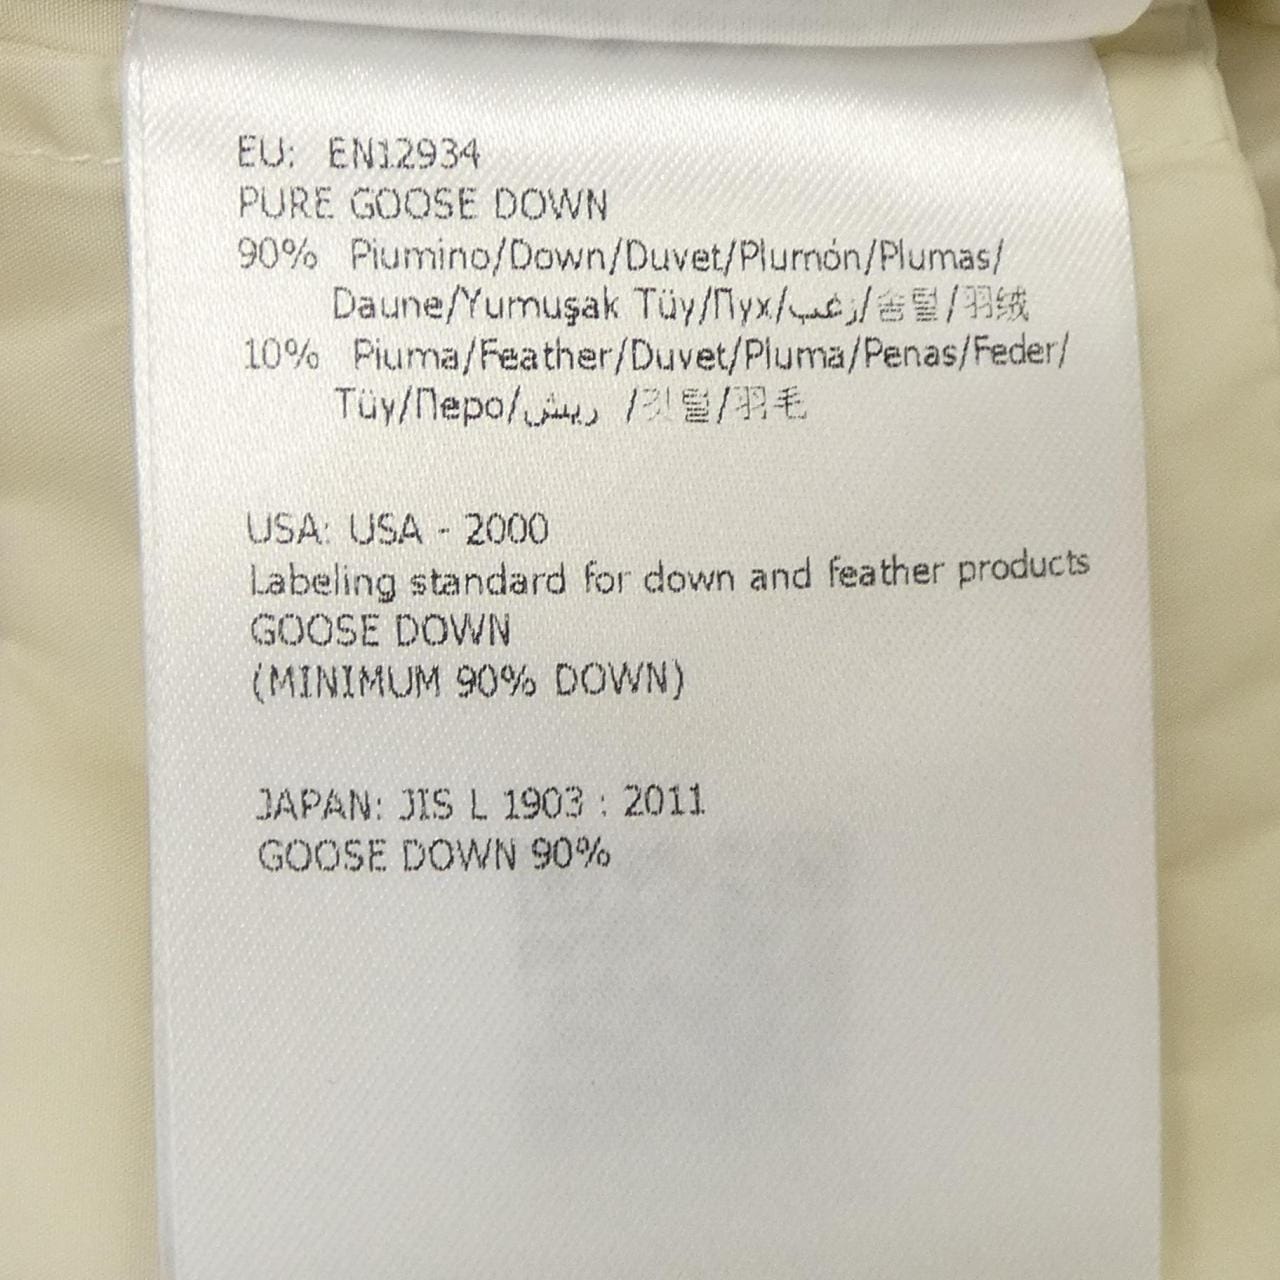 EU: EN12934
PURE GOOSE DOWN
90% Piumino/Down/Duvet/Plumón/Plumas/
Daune/Yumuşak Tüy/Пух/زغب/솜털/羽绒
10% Piuma/Feather/Duvet/Pluma/Penas/Feder/
Tüy/Перо/ريش /깃털/羽毛
USA: USA - 2000
Labeling standard for down and feather products
GOOSE DOWN
(MINIMUM 90% DOWN)
JAPAN: JIS L 1903 : 2011
GOOSE DOWN 90%